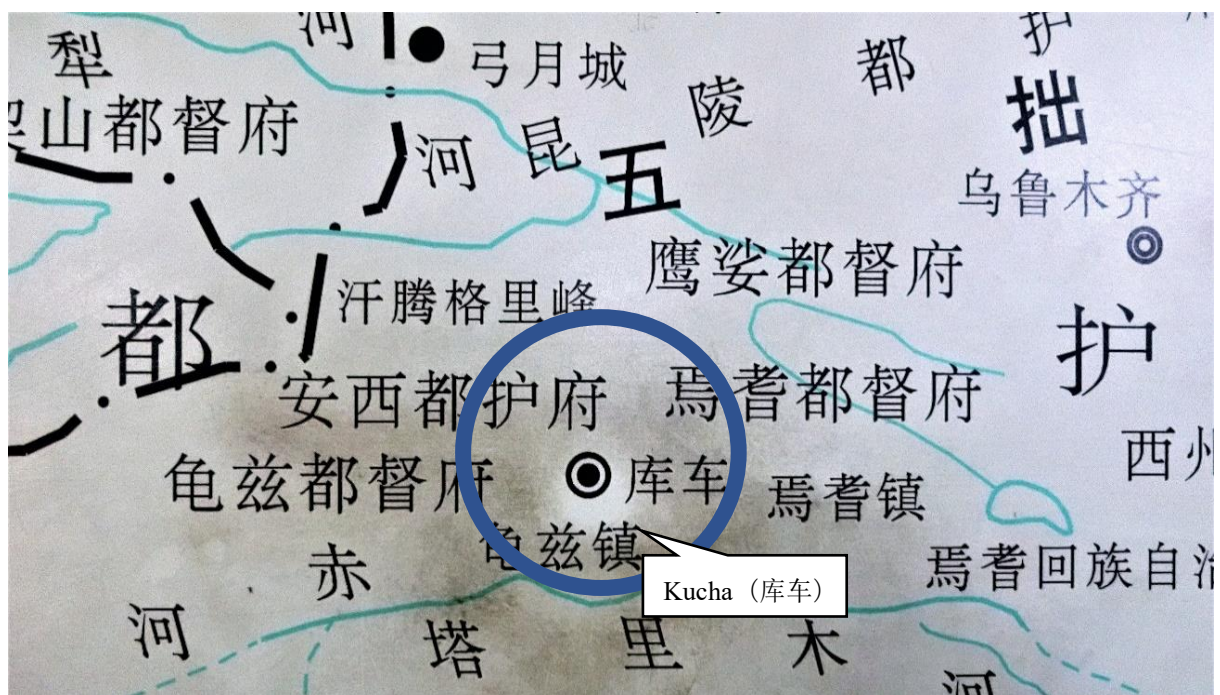 河
护
犁
弓月城
都
陵
拙
山都督府
河
昆
五
乌鲁木齐
鹰娑都督府
汗腾格里峰
都
护
安西都护府
焉耆都督府
西州
龟兹都督府
库车
焉耆镇
龟兹镇
焉耆回族自治
赤
Kucha（库车）
河
塔
里
木
河